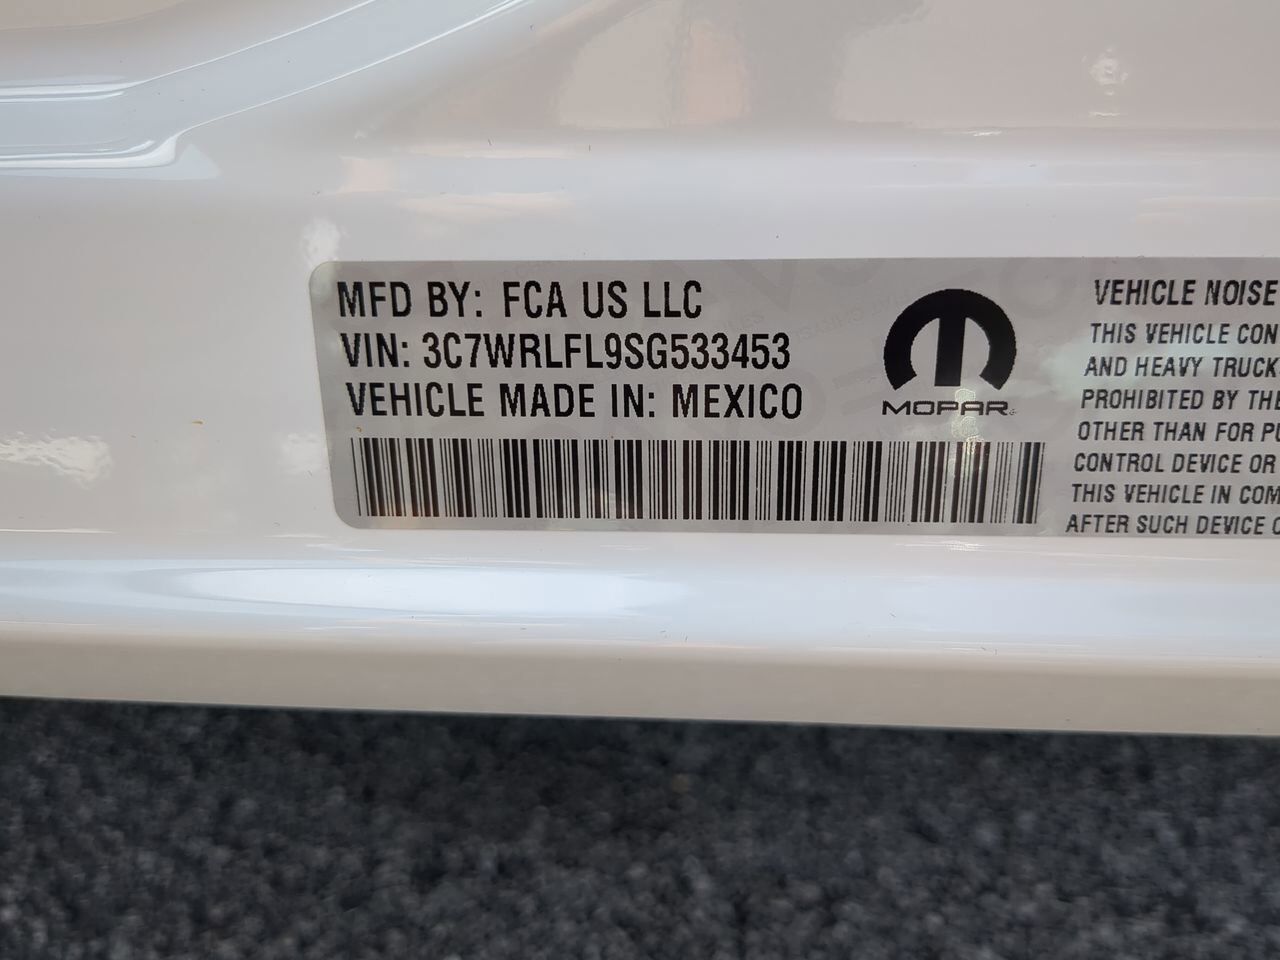 MFD BY: FCA US LLC
VIN: 3C7WRLFL9SG533453
VEHICLE MADE IN: MEXICO
MOPAR
VEHICLE NOISE
THIS VEHICLE CON
AND HEAVY TRUCK
PROHIBITED BY THE
OTHER THAN FOR PU
CONTROL DEVICE OR
THIS VEHICLE IN COM
AFTER SUCH DEVICE O